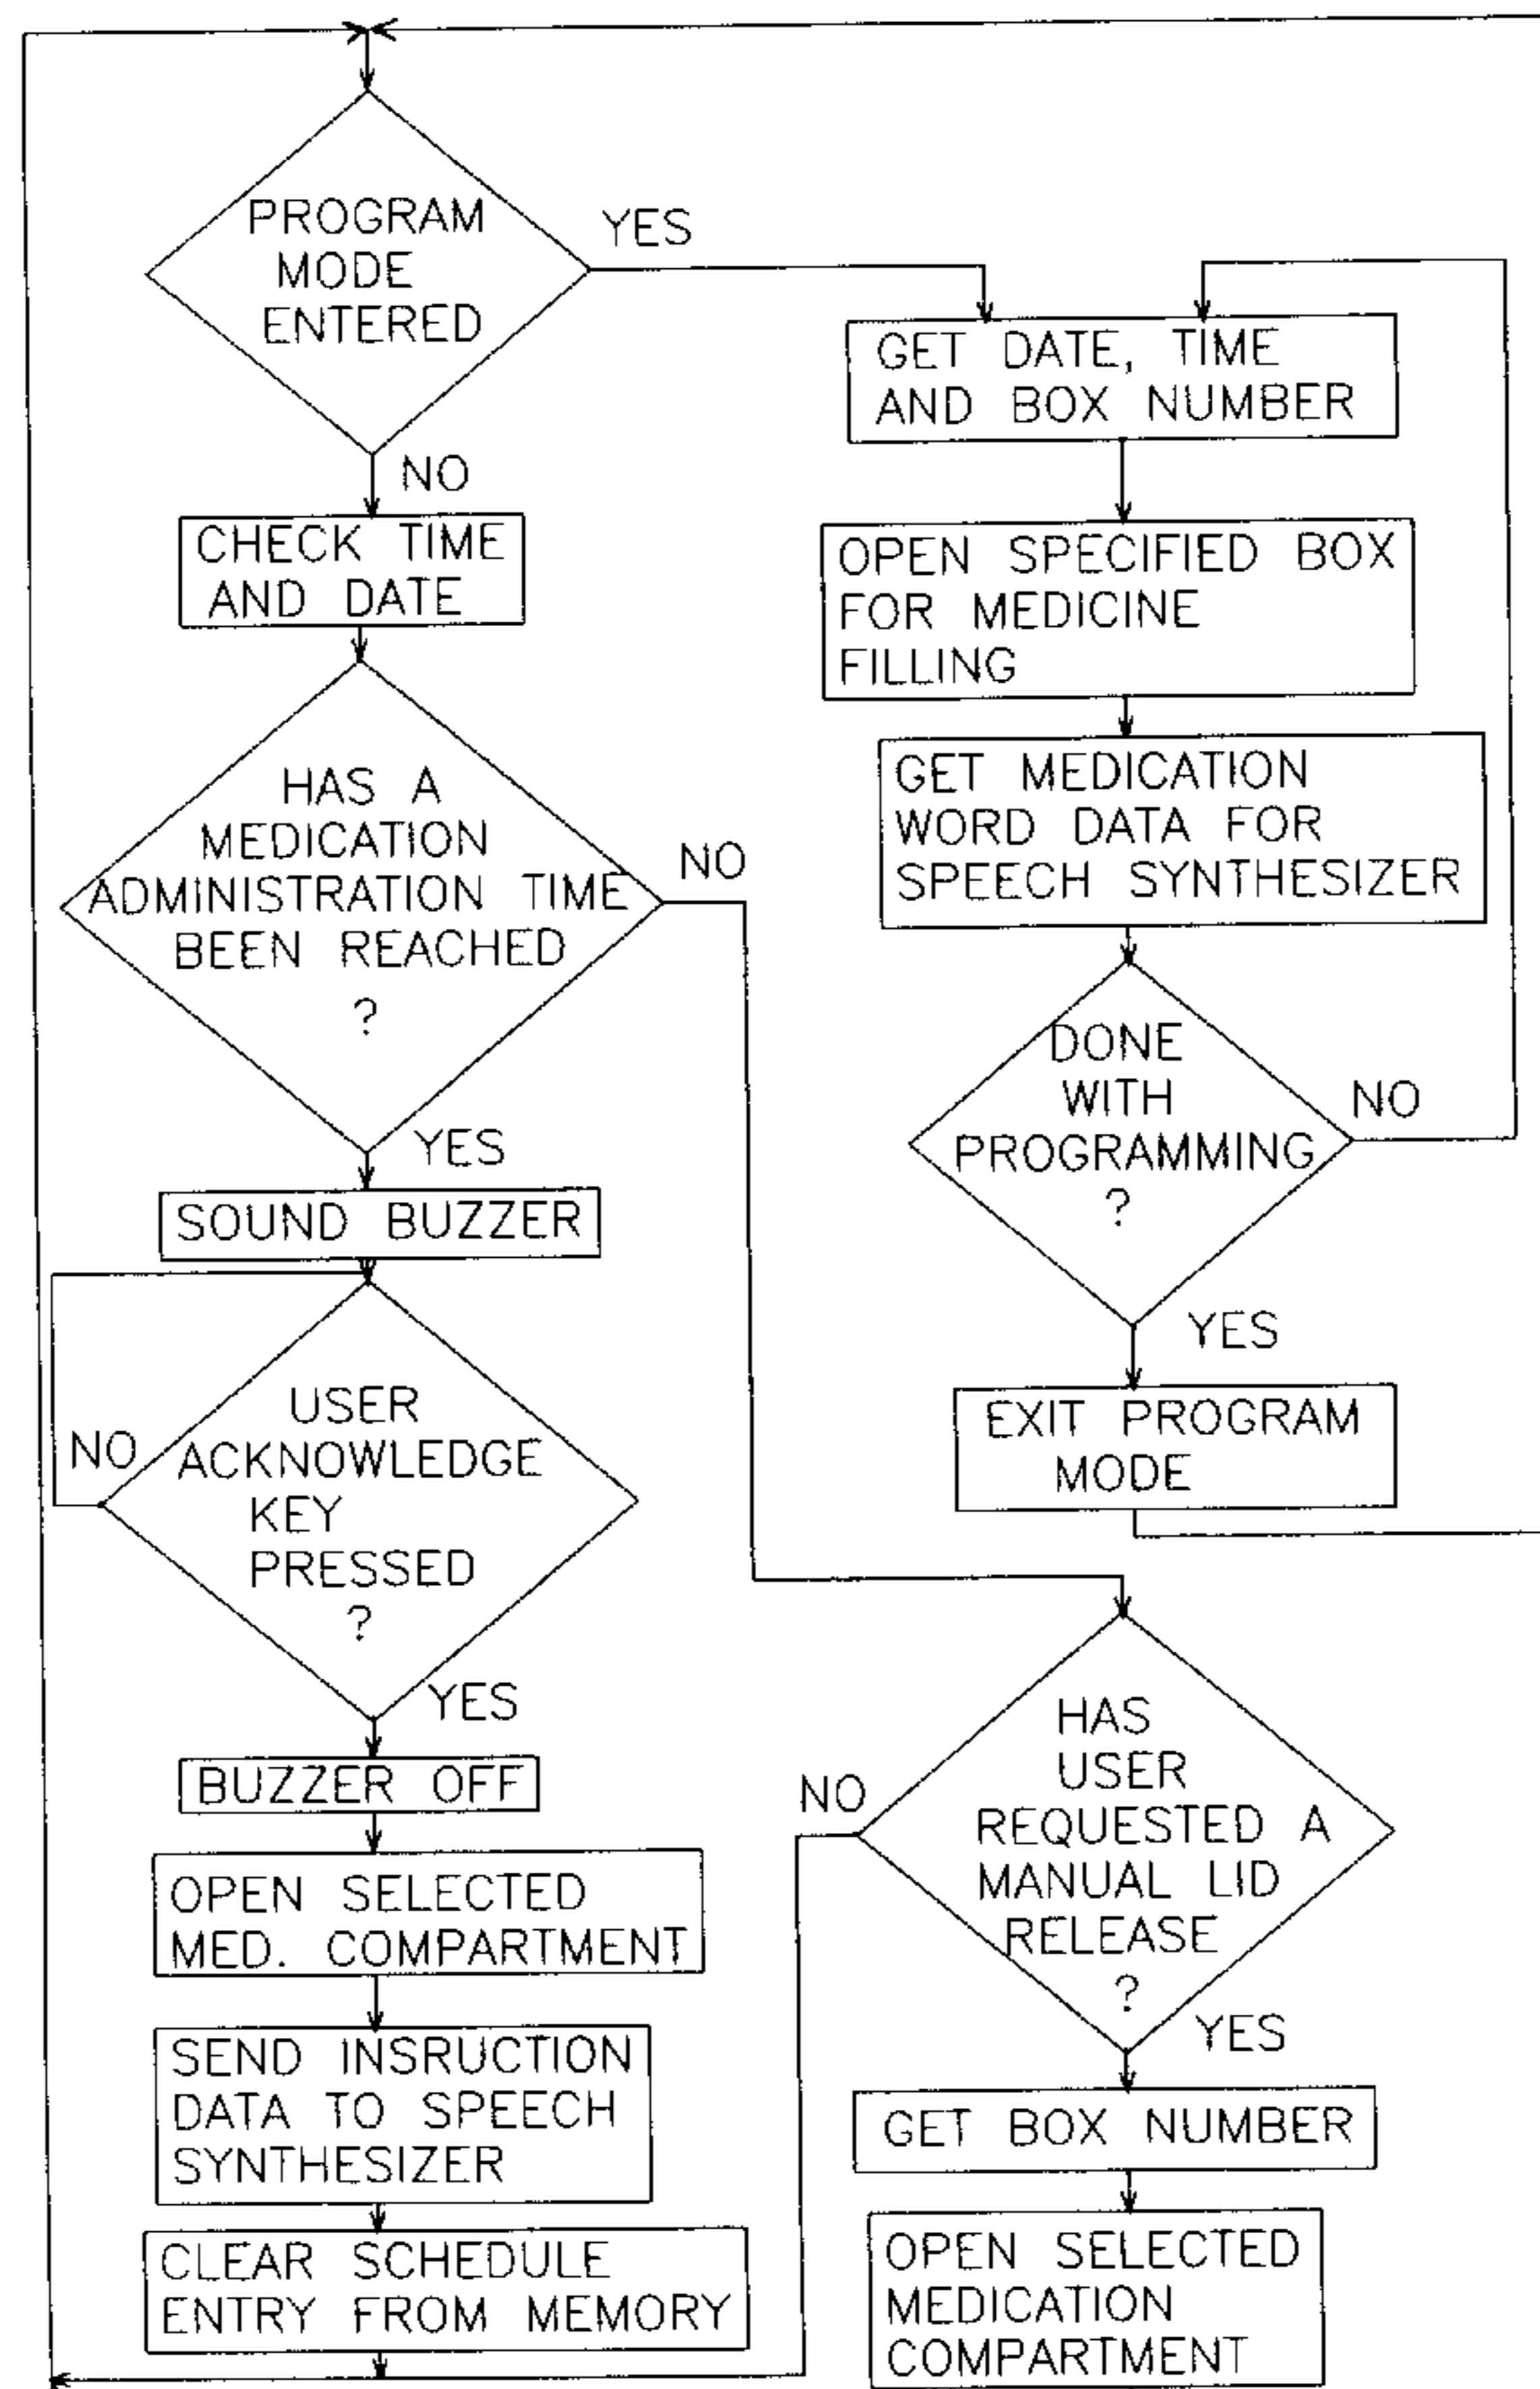 PROGRAM
MODE
ENTERED
YES
NO
CHECK TIME
AND DATE
HAS A
MEDICATION
ADMINISTRATION TIME
BEEN REACHED
?
NO
YES
SOUND BUZZER
USER
ACKNOWLEDGE
KEY
PRESSED
?
NO
YES
BUZZER OFF
OPEN SELECTED
MED. COMPARTMENT
SEND INSRUCTION
DATA TO SPEECH
SYNTHESIZER
CLEAR SCHEDULE
ENTRY FROM MEMORY
GET DATE, TIME
AND BOX NUMBER
OPEN SPECIFIED BOX
FOR MEDICINE
FILLING
GET MEDICATION
WORD DATA FOR
SPEECH SYNTHESIZER
DONE
WITH
PROGRAMMING
?
NO
YES
EXIT PROGRAM
MODE
HAS
USER
REQUESTED A
MANUAL LID
RELEASE
?
NO
YES
GET BOX NUMBER
OPEN SELECTED
MEDICATION
COMPARTMENT